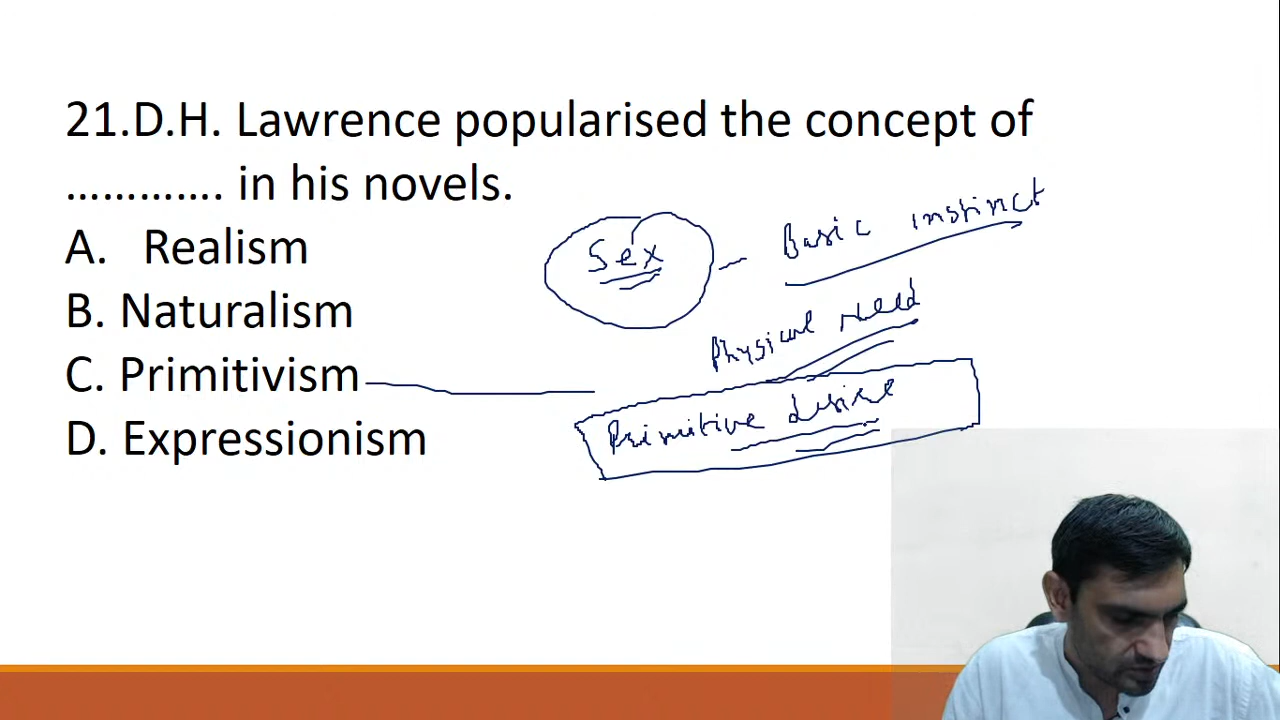 21.D.H. Lawrence popularised the concept of
…………. in his novels.
A. Realism
B. Naturalism
C. Primitivism
D. Expressionism
Sex – Basic instinct
Physical Need
Primitive desire